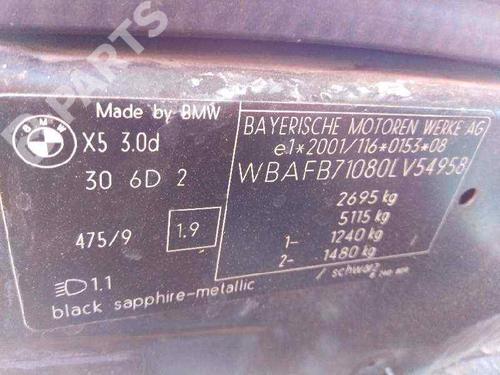 PARTS
BMW
Made by BMW
X5 3.0d
30 6D 2
475/9
1.9
1.1
black sapphire-metallic
BAYERISCHE MOTOREN WERKE AG
e1*2001/116*0153*08
WBAFB71080LV54958
2695 kg
5115 kg
1- 1240 kg
2- 1480 kg
/ schwarz